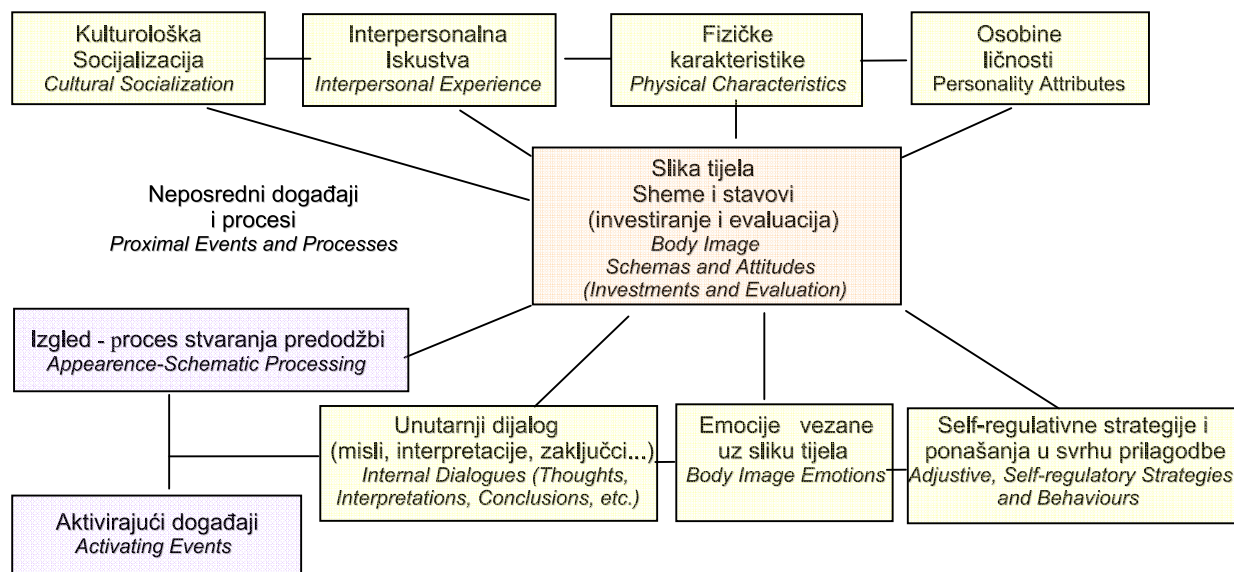 Kulturološka
Socijalizacija
Cultural Socialization
Interpersonalna
Iskustva
Interpersonal Experience
Fizičke
karakteristike
Physical Characteristics
Osobine
ličnosti
Personality Attributes
Slika tijela
Sheme i stavovi
(investiranje i evaluacija)
Body Image
Schemas and Attitudes
(Investments and Evaluation)
Neposredni događaji
i procesi
Proximal Events and Processes
Izgled - proces stvaranja predodžbi
Appearence-Schematic Processing
Unutarnji dijalog
(misli, interpretacije, zaključci...)
Internal Dialogues (Thoughts,
Interpretations, Conclusions, etc.)
Emocije vezane
uz sliku tijela
Body Image Emotions
Self-regulativne strategije i
ponašanja u svrhu prilagodbe
Adjustive, Self-regulatory Strategies
and Behaviours
Aktivirajući događaji
Activating Events